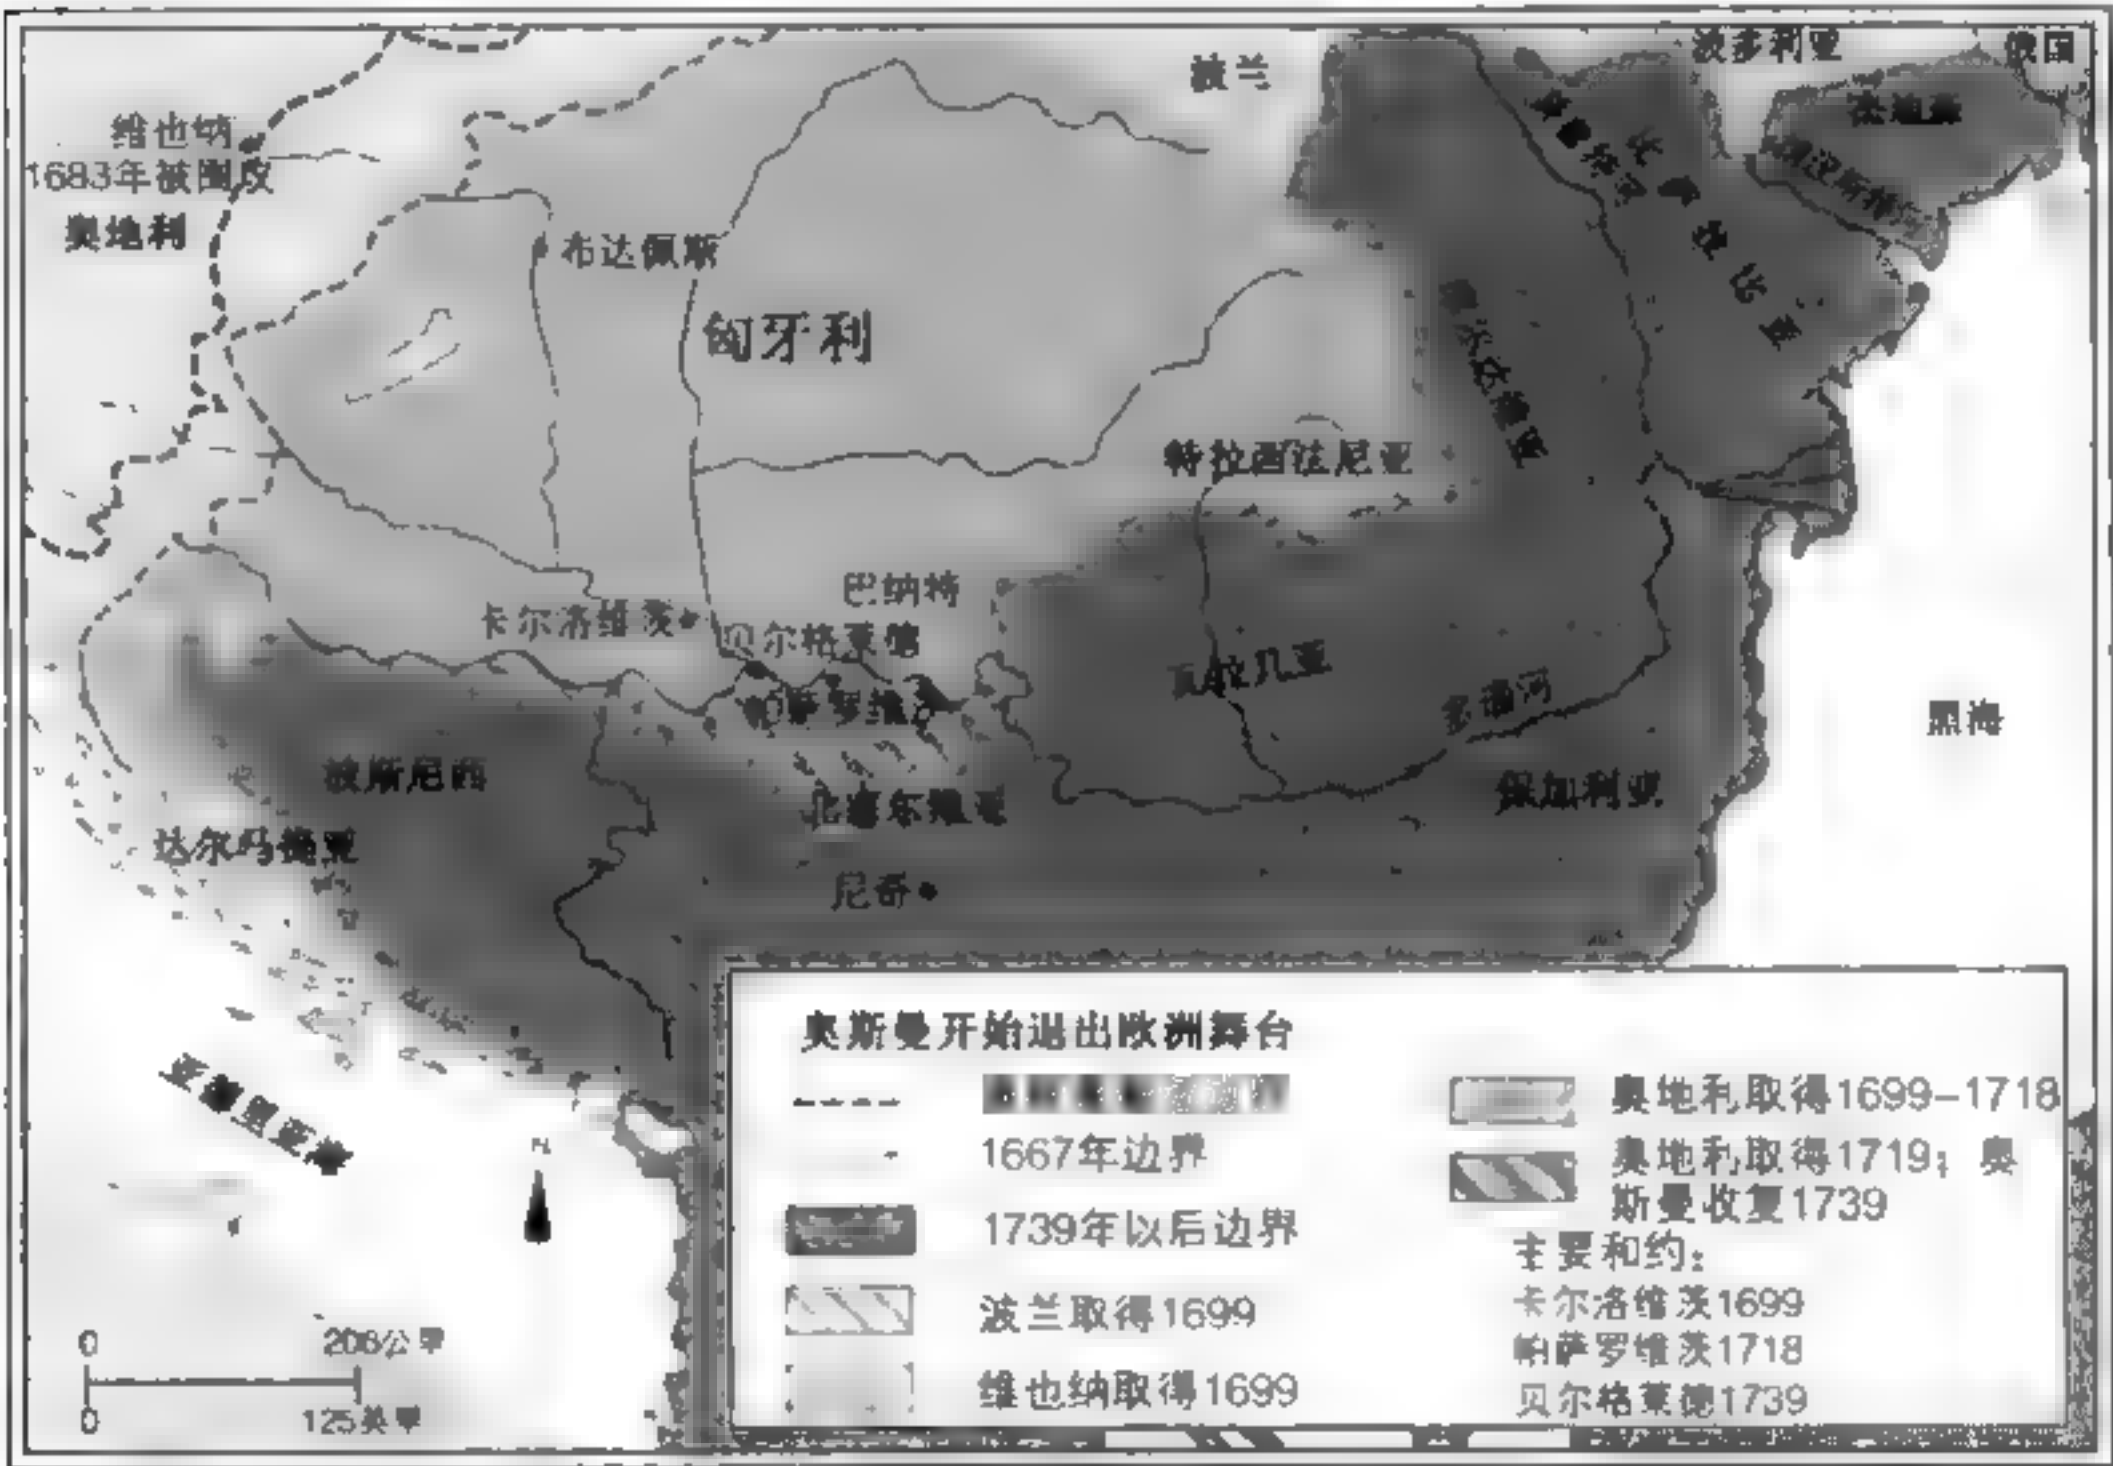 波兰
波多利亚
俄国
维也纳
1683年被围攻
奥地利
布达佩斯
匈牙利
特拉西法尼亚
巴纳特
卡尔洛维茨
贝尔格莱德
帕萨罗维茨
瓦拉几亚
多瑙河
黑海
波斯尼西
北塞尔维亚
保加利亚
达尔马提亚
尼奇
奥斯曼开始退出欧洲舞台
1667年边界
1739年以后边界
波兰取得1699
维也纳取得1699
奥地利取得1699-1718
奥地利取得1719；奥
斯曼收复1739
主要和约：
卡尔洛维茨1699
帕萨罗维茨1718
贝尔格莱德1739
N
0
208公里
0
125英里